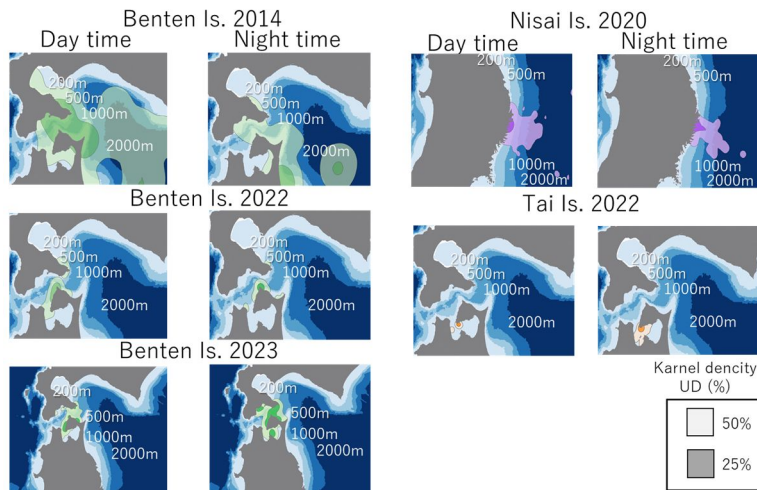 Benten Is. 2014
Day time
Night time
200m
500m
1000m
2000m
200m
500m
1000m
2000m
Nisai Is. 2020
Day time
Night time
200m
500m
1000m
2000m
200m
500m
1000m
2000m
Benten Is. 2022
200m
500m
1000m
2000m
200m
500m
1000m
2000m
Tai Is. 2022
200m
500m
1000m
2000m
200m
500m
1000m
2000m
Benten Is. 2023
200m
500m
1000m
2000m
200m
500m
1000m
2000m
Karnel dencity
UD (%)
50%
25%